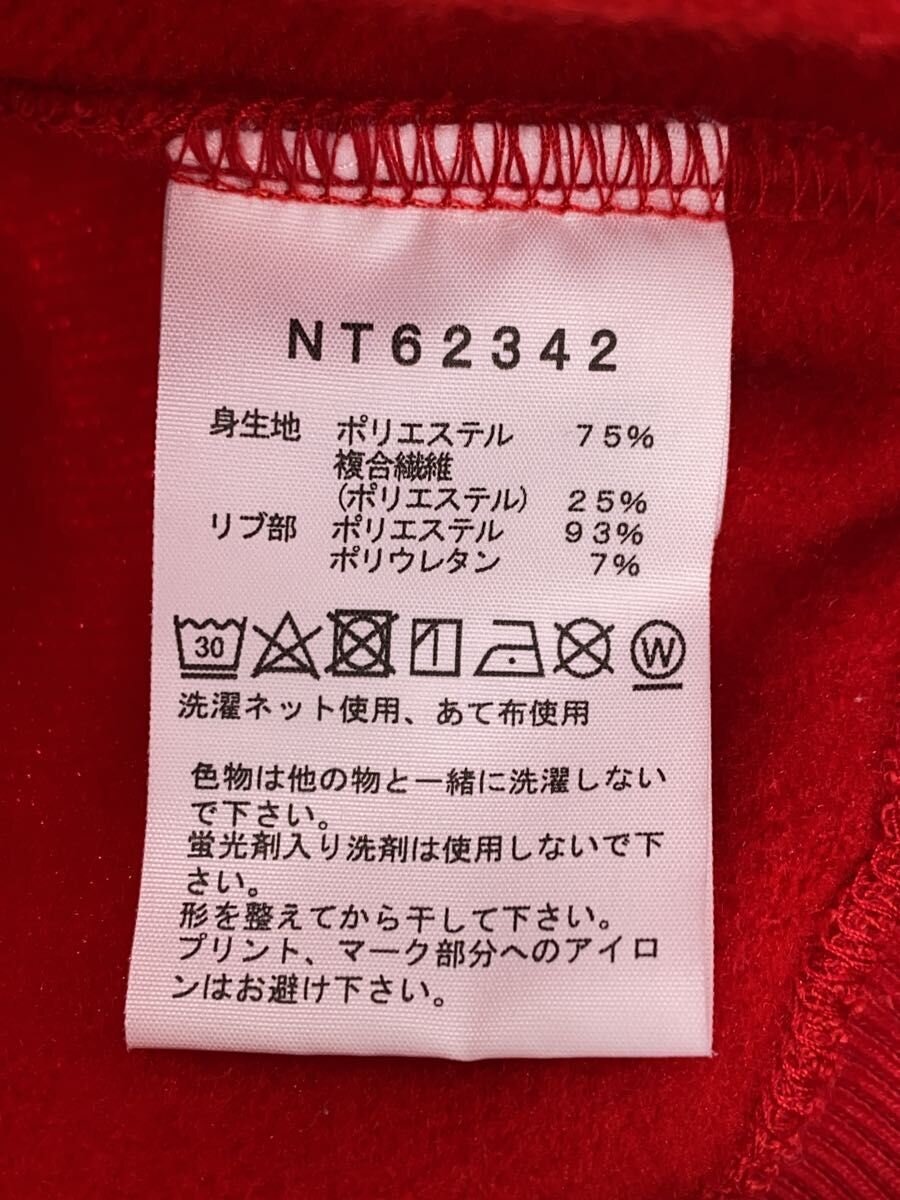 NT62342
身生地 ポリエステル 75%
複合繊維
(ポリエステル) 25%
リブ部 ポリエステル 93%
ポリウレタン 7%
30 W
洗濯ネット使用、あて布使用
色物は他の物と一緒に洗濯しない
で下さい。
蛍光剤入り洗剤は使用しないで下
さい。
形を整えてから干して下さい。
プリント、マーク部分へのアイロ
ンはお避け下さい。